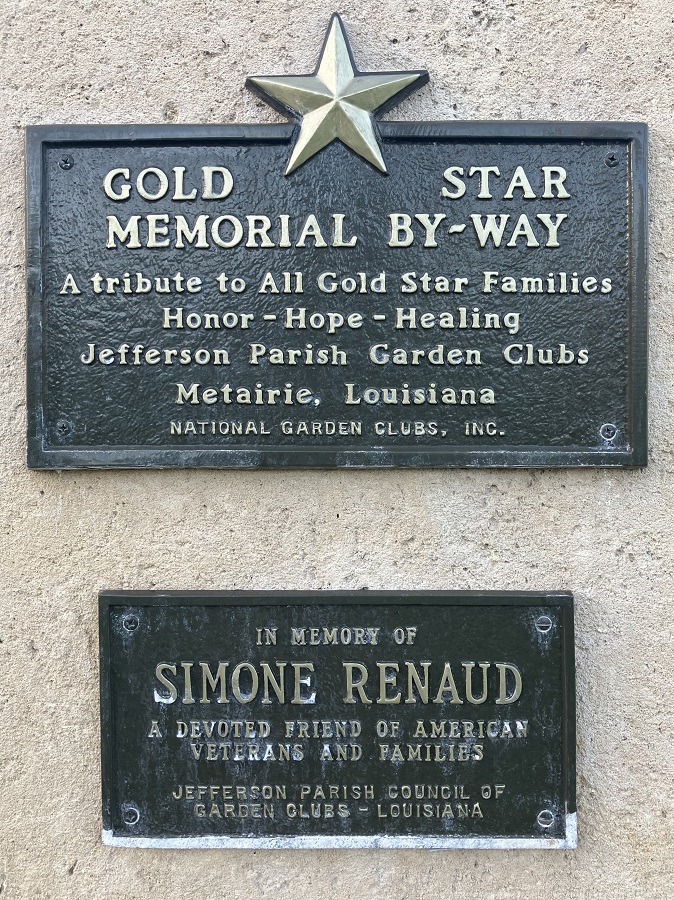 GOLD STAR
MEMORIAL BY-WAY
A tribute to All Gold Star Families
Honor - Hope - Healing
Jefferson Parish Garden Clubs
Metairie, Louisiana
NATIONAL GARDEN CLUBS, INC.
IN MEMORY OF
SIMONE RENAUD
A DEVOTED FRIEND OF AMERICAN
VETERANS AND FAMILIES
JEFFERSON PARISH COUNCIL OF
GARDEN CLUBS - LOUISIANA